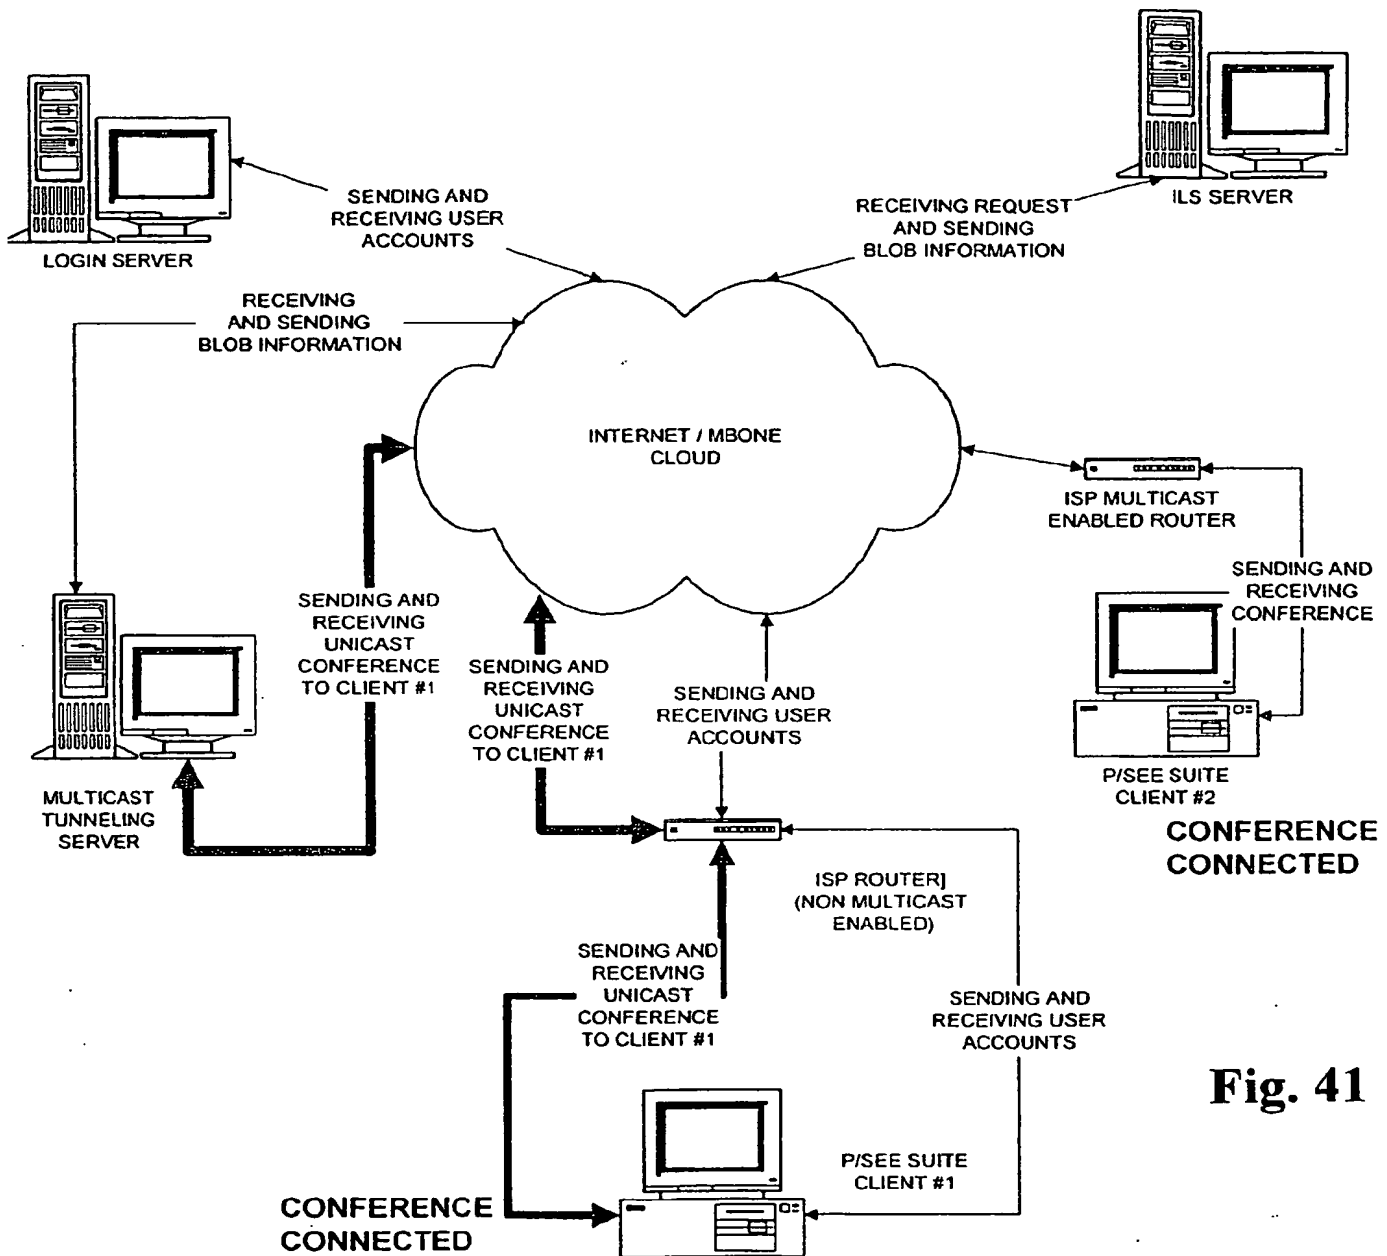 SENDING AND
RECEIVING USER
ACCOUNTS
LOGIN SERVER
RECEIVING REQUEST
AND SENDING
BLOB INFORMATION
ILS SERVER
RECEIVING
AND SENDING
BLOB INFORMATION
INTERNET / MBONE
CLOUD
ISP MULTICAST
ENABLED ROUTER
SENDING AND
RECEIVING
CONFERENCE
P/SEE SUITE
CLIENT #2
CONFERENCE
CONNECTED
SENDING AND
RECEIVING
UNICAST
CONFERENCE
TO CLIENT #1
SENDING AND
RECEIVING
UNICAST
CONFERENCE
TO CLIENT #1
SENDING AND
RECEIVING USER
ACCOUNTS
MULTICAST
TUNNELING
SERVER
ISP ROUTER]
(NON MULTICAST
ENABLED)
SENDING AND
RECEIVING
UNICAST
CONFERENCE
TO CLIENT #1
SENDING AND
RECEIVING USER
ACCOUNTS
Fig. 41
P/SEE SUITE
CLIENT #1
CONFERENCE
CONNECTED